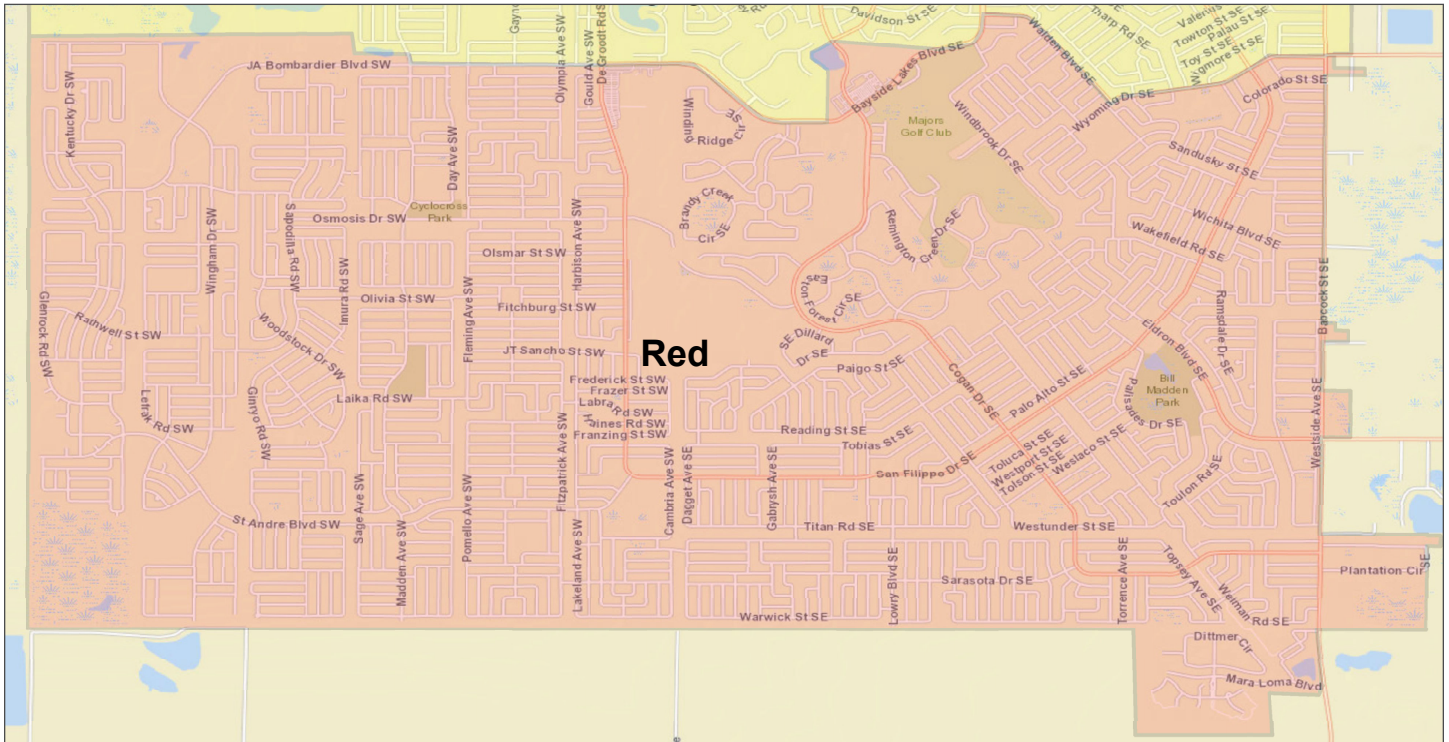 Davidson St SE
Tharp Rd SE
Towton St SE
Palau St SE
Toy St SE
Walden Blvd SE
Olympia Ave SW
Gould Ave SW
De Groodt Rd S
JA Bombardier Blvd SW
Bayside Lakes Blvd SE
Colorado St SE
Kentucky Dr SW
Wyoming Dr SE
Winding
Ridge Cir SE
Majors
Golf Club
Windbrook Dr SE
Day Ave SW
Sandusky St SE
Cyclocross
Park
Osmosis Dr SW
Sapodilla Rd SW
Wingham Dr SW
Harbison Ave SW
Brandy Creek
Cir SE
Remington
Green Dr SE
Wichita Blvd SE
Wakefield Rd SE
Olsmar St SW
Imura Rd SW
Olivia St SW
Fitchburg St SW
Easton Forest Cir SE
Babcock St SE
Glenrock Rd SW
Rathwell St SW
Woodstock Dr SW
Fleming Ave SW
JT Sancho St SW
Red
SE Dillard
Dr SE
Paigo St SE
Eldron Blvd SE
Ramsdale Dr SE
Frederick St SW
Frazer St SW
Labra Rd SW
Haines Rd SW
Franzing St SW
Laika Rd SW
Cogan Dr SE
Palo Alto St SE
Bill
Madden
Park
Palisades Dr SE
Letrak Rd SW
Ginyo Rd SW
Fitzpatrick Ave SW
Reading St SE
Tobias St SE
Toluca St SE
Westport St SE
Tolson St SE
Weslaco St SE
Westside Ave SE
San Filippo Dr SE
Cambria Ave SW
Dagget Ave SE
Gabrysh Ave SE
Toulon Rd SE
Sage Ave SW
Pomello Ave SW
St Andre Blvd SW
Titan Rd SE
Westunder St SE
Madden Ave SW
Lakeland Ave SW
Lowry Blvd SE
Sarasota Dr SE
Torrence Ave SE
Topsey Ave SE
Plantation Cir SE
Warwick St SE
Welman Rd SE
Dittmer Cir
Mara Loma Blvd